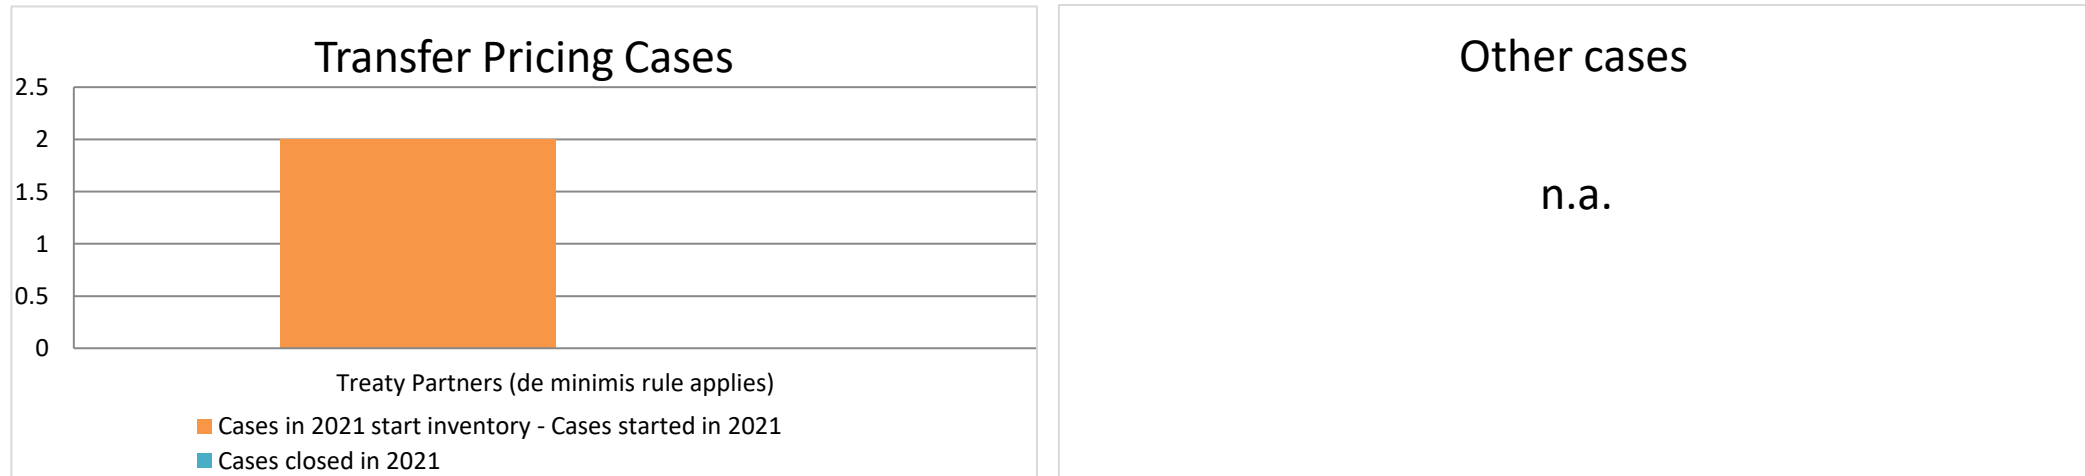 Transfer Pricing Cases
2.5
2
1.5
1
0.5
0
Treaty Partners (de minimis rule applies)
Cases in 2021 start inventory - Cases started in 2021
Cases closed in 2021
Other cases
n.a.